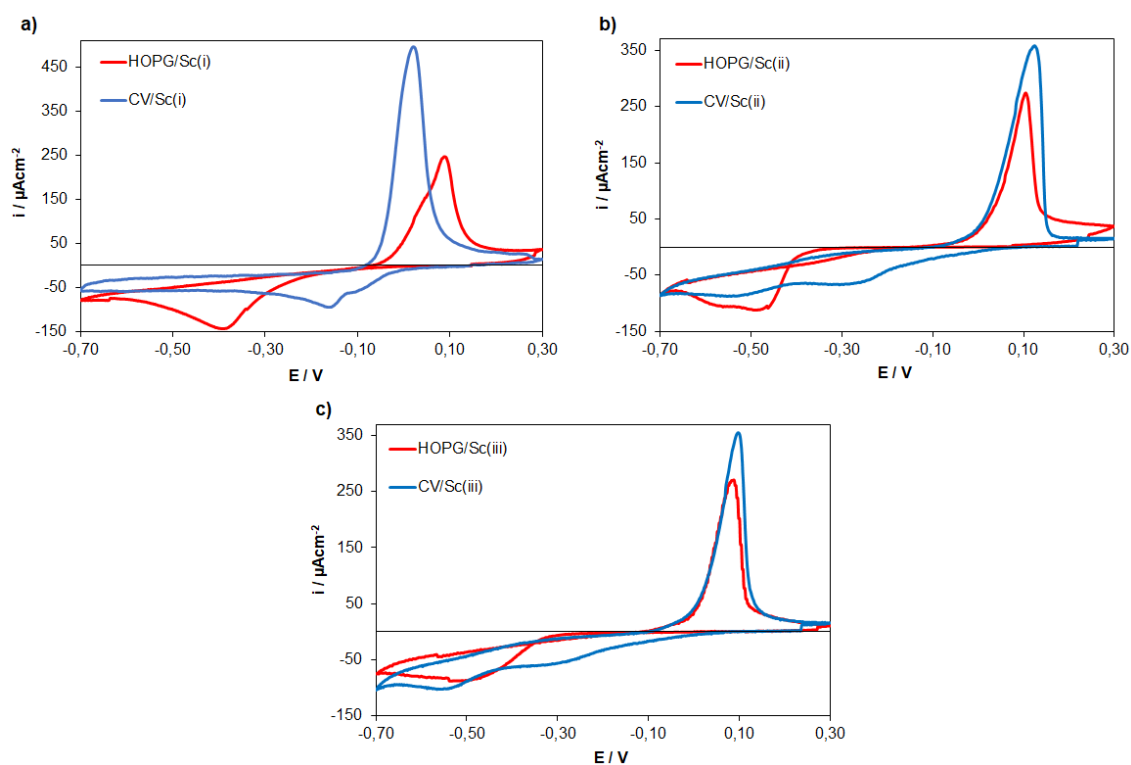 a)
HOPG/Sc(i)
CV/Sc(i)
450
350
250
150
50
-50
-150
-0,70
-0,50
-0,30
-0,10
0,10
0,30
i / µAcm-2
E / V
b)
HOPG/Sc(ii)
CV/Sc(ii)
350
250
150
50
-50
-150
-0,70
-0,50
-0,30
-0,10
0,10
0,30
i / µAcm-2
E / V
c)
HOPG/Sc(iii)
CV/Sc(iii)
350
250
150
50
-50
-150
-0,70
-0,50
-0,30
-0,10
0,10
0,30
i / µAcm-2
E / V